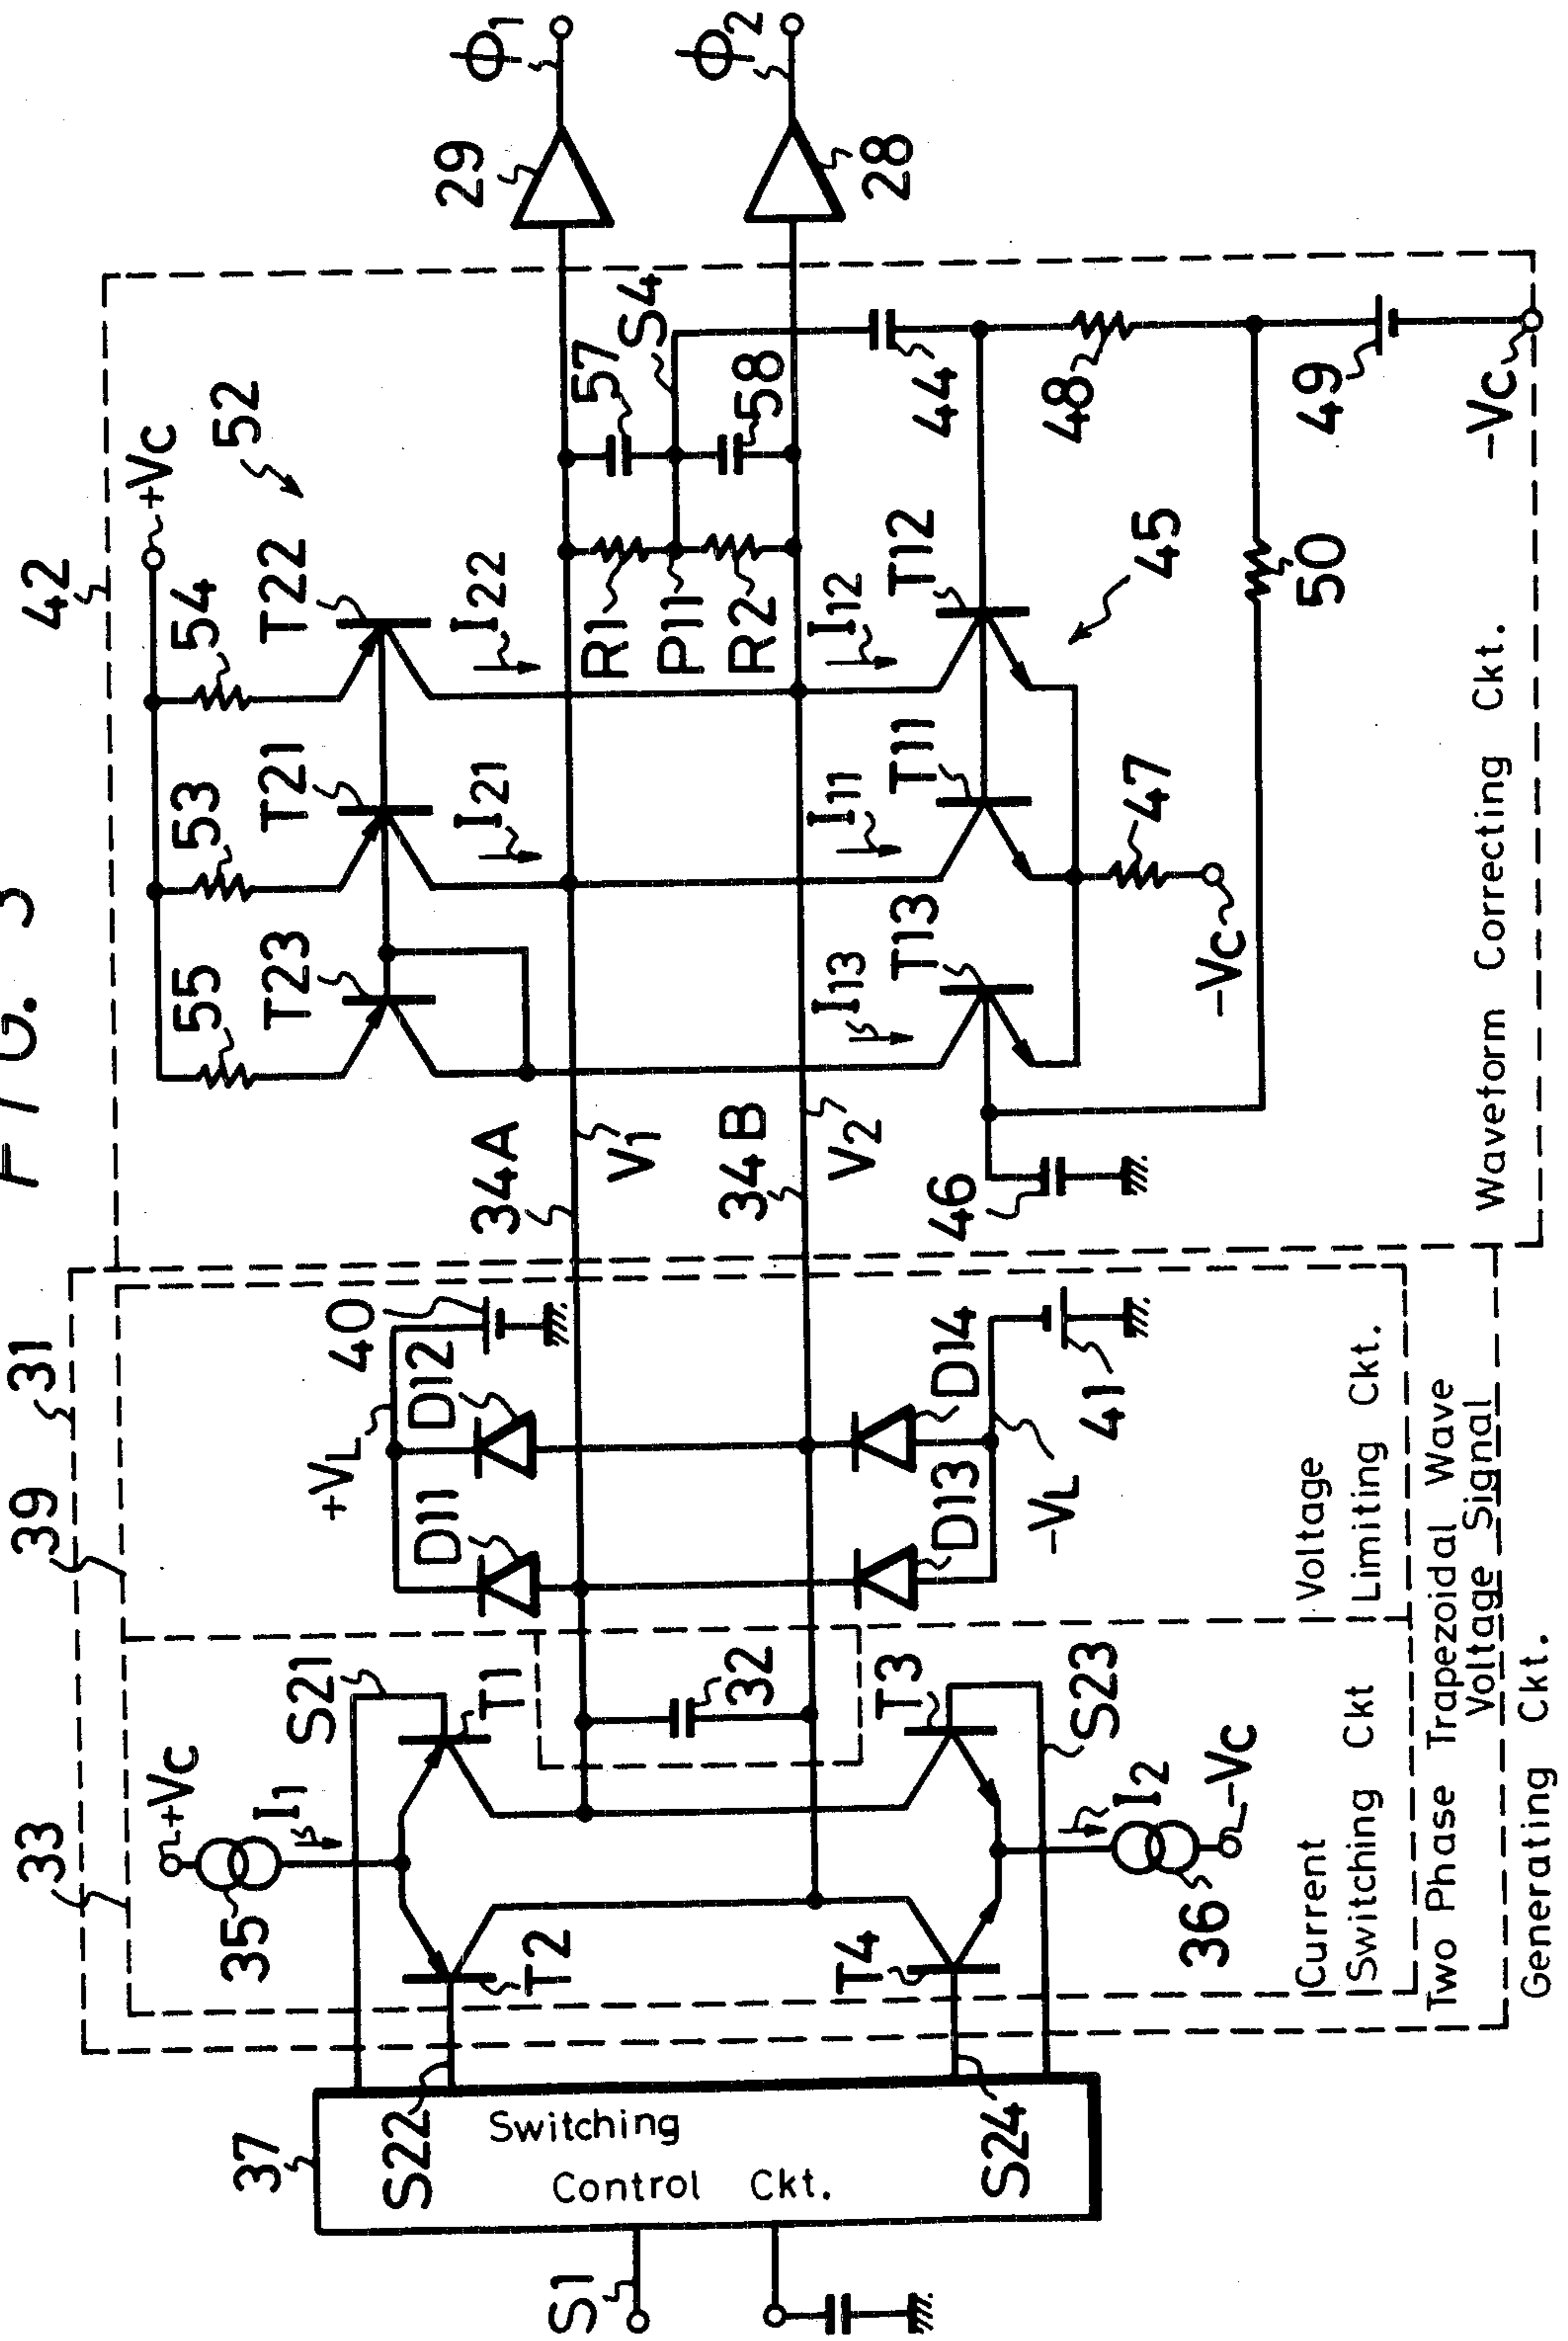 FIG. 3
42
52
+Vc
54
T22
I22
53
T21
I21
55
T23
29
Φ1
28
Φ2
57
S4
58
R1
P11
R2
44
48
49
-Vc
I12
T12
45
50
I11
T11
47
-Vc
I13
T13
46
34A
V1
34B
V2
Waveform Correcting Ckt.
31
39
33
+VL
40
D12
D11
D14
D13
41
-VL
Voltage
Limiting Ckt.
+Vc
I1
35
S21
T1
T2
32
T3
T4
S23
I2
36
-Vc
Current
Switching Ckt
Two Phase Trapezoidal Wave
Voltage Signal
Generating Ckt.
37
S22
Switching
Control Ckt.
S24
S1